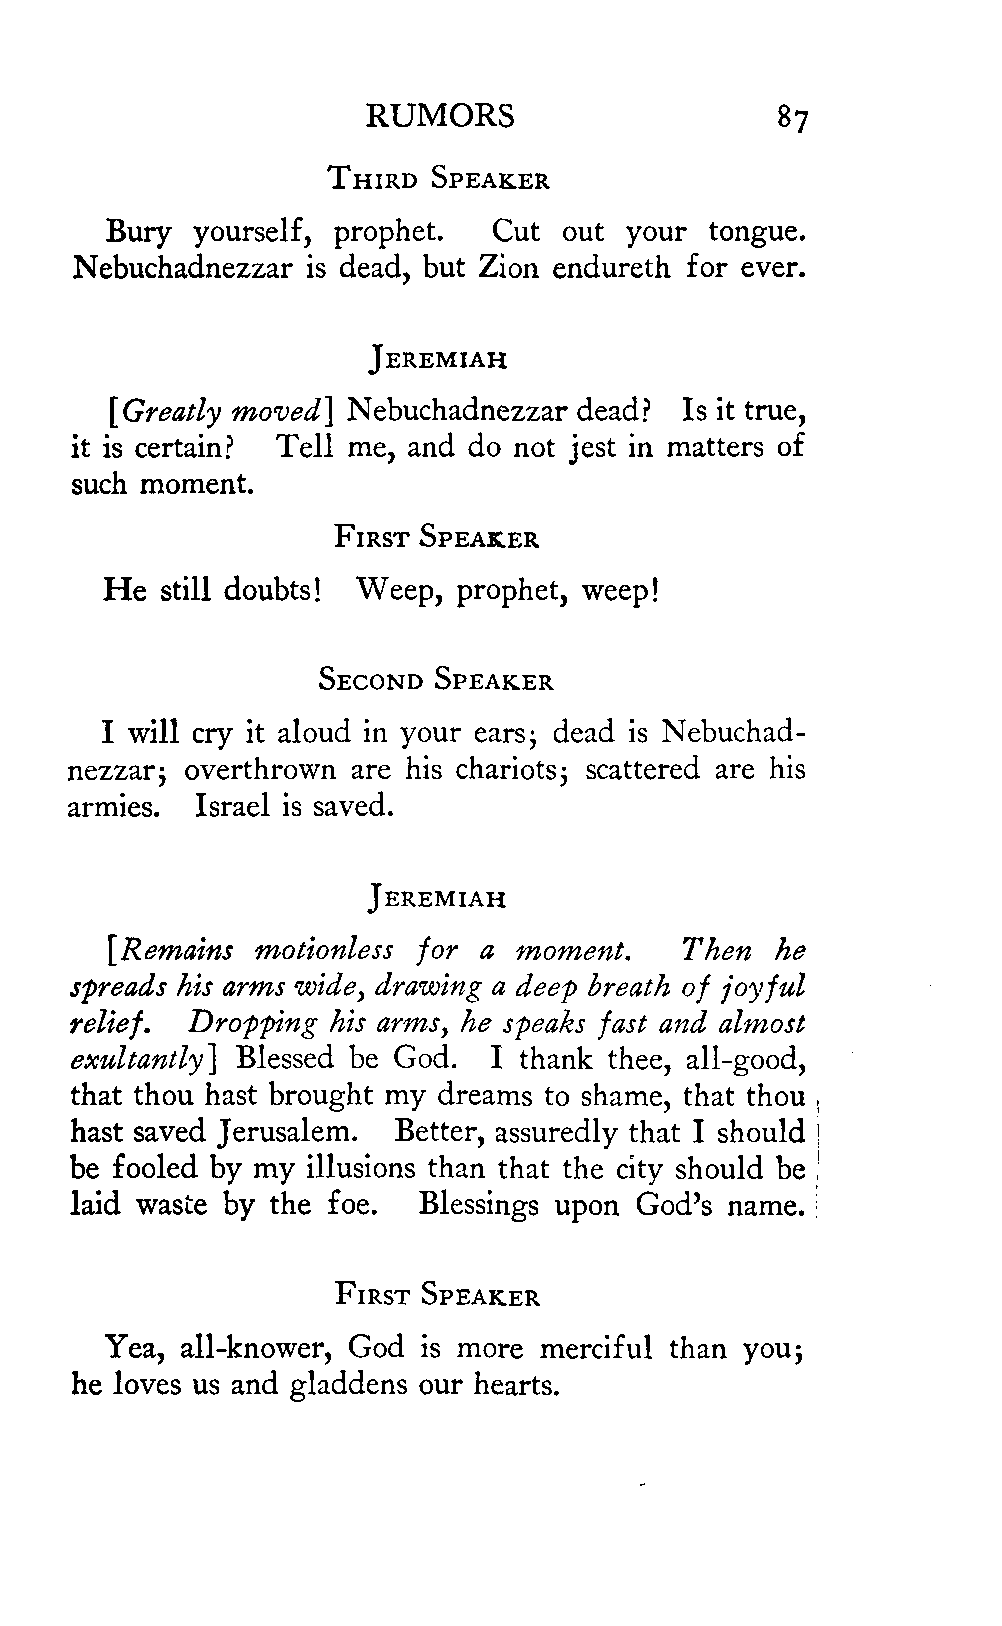 RUMORS 87
THIRD SPEAKER
Bury yourself, prophet. Cut out your tongue.
Nebuchadnezzar is dead, but Zion endureth for ever.
JEREMIAH
[Greatly moved] Nebuchadnezzar dead? Is it true,
it is certain? Tell me, and do not jest in matters of
such moment.
FIRST SPEAKER
He still doubts! Weep, prophet, weep!
SECOND SPEAKER
I will cry it aloud in your ears; dead is Nebuchad-
nezzar; overthrown are his chariots; scattered are his
armies. Israel is saved.
JEREMIAH
[Remains motionless for a moment. Then he
spreads his arms wide, drawing a deep breath of joyful
relief. Dropping his arms, he speaks fast and almost
exultantly] Blessed be God. I thank thee, all-good,
that thou hast brought my dreams to shame, that thou
hast saved Jerusalem. Better, assuredly that I should
be fooled by my illusions than that the city should be
laid waste by the foe. Blessings upon God's name.
FIRST SPEAKER
Yea, all-knower, God is more merciful than you;
he loves us and gladdens our hearts.